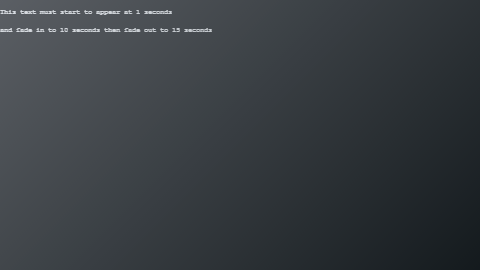 This text must start to appear at 1 seconds
and fade in to 10 seconds then fade out to 15 seconds